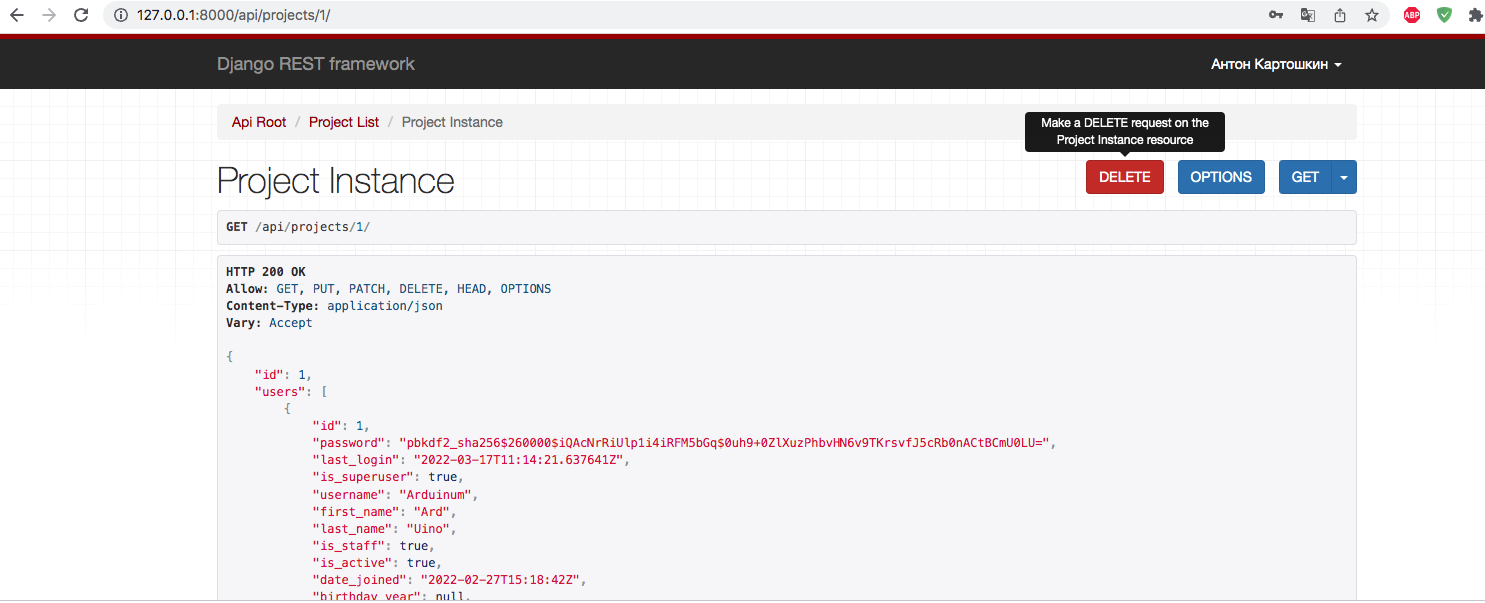 127.0.0.1:8000/api/projects/1/
ABP
Django REST framework
Антон Картошкин
Api Root / Project List / Project Instance
Make a DELETE request on the
Project Instance resource
Project Instance
DELETE
OPTIONS
GET
GET /api/projects/1/
HTTP 200 OK
Allow: GET, PUT, PATCH, DELETE, HEAD, OPTIONS
Content-Type: application/json
Vary: Accept
{
"id": 1,
"users": [
{
"id": 1,
"password": "pbkdf2_sha256$260000$iQAcNrRiUlp1i4iRFM5bGq$0uh9+0ZlXuzPhbvHN6v9TKrsvfJ5cRb0nACtBCmU0LU=",
"last_login": "2022-03-17T11:14:21.637641Z",
"is_superuser": true,
"username": "Arduinum",
"first_name": "Ard",
"last_name": "Uino",
"is_staff": true,
"is_active": true,
"date_joined": "2022-02-27T15:18:42Z",
"birthday_year": null,